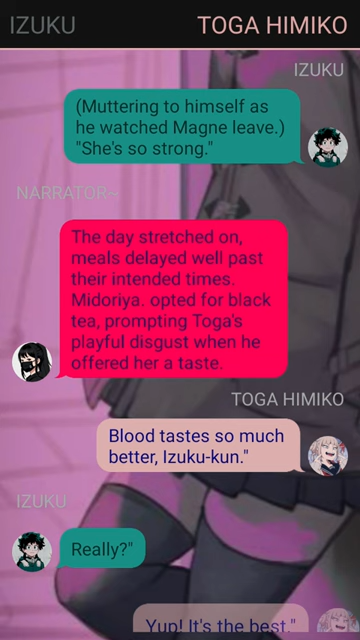 IZUKU TOGA HIMIKO
IZUKU
(Muttering to himself as
he watched Magne leave.)
"She's so strong."
NARRATOR~
The day stretched on,
meals delayed well past
their intended times.
Midoriya. opted for black
tea, prompting Toga's
playful disgust when he
offered her a taste.
TOGA HIMIKO
Blood tastes so much
better, Izuku-kun."
IZUKU
Really?"
Yup! It's the best."